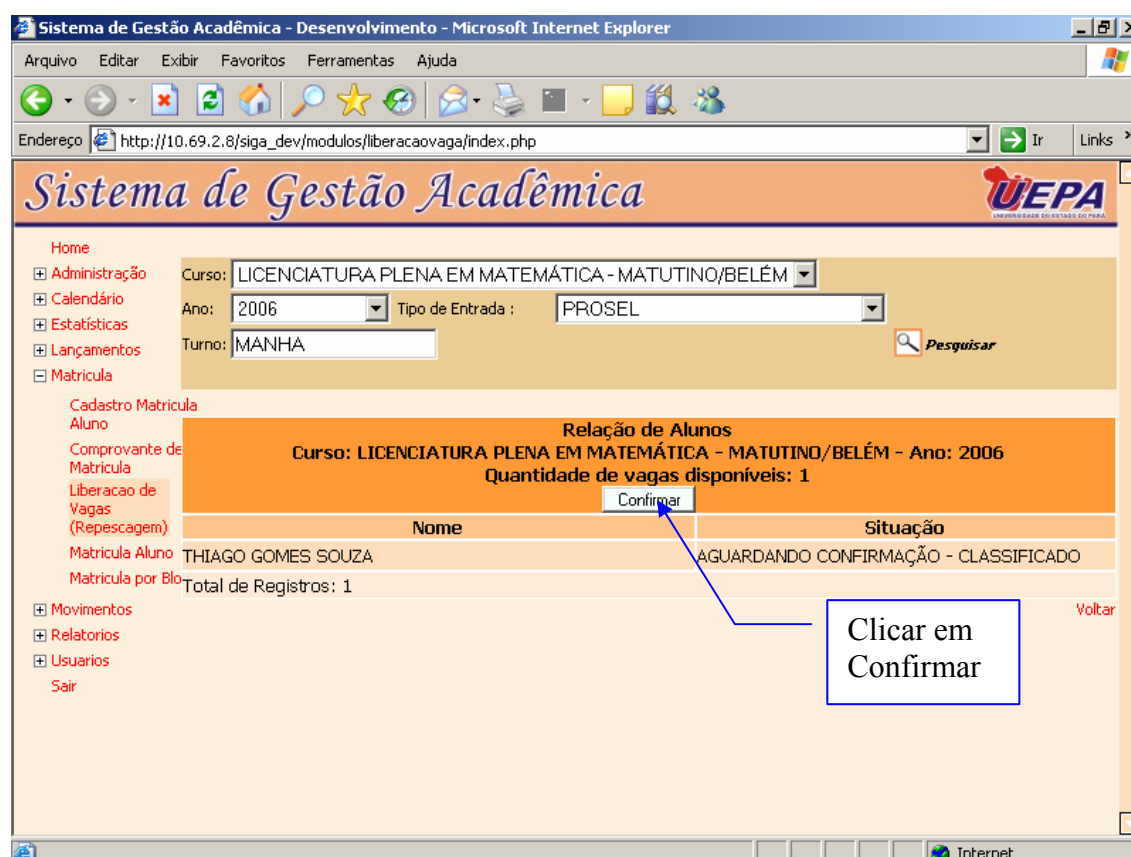 Sistema de Gestão Acadêmica - Desenvolvimento - Microsoft Internet Explorer
Arquivo Editar Exibir Favoritos Ferramentas Ajuda
Endereço http://10.69.2.8/siga_dev/modulos/liberacaovaga/index.php Ir Links »
Sistema de Gestão Acadêmica
UEPA
UNIVERSIDADE DO ESTADO DO PARÁ
Home
Administração
Calendário
Estatísticas
Lançamentos
Matricula
Cadastro Matricula
Aluno
Comprovante de
Matricula
Liberacao de
Vagas
(Repescagem)
Matricula Aluno
Matricula por Blo
Movimentos
Relatorios
Usuarios
Sair
Curso: LICENCIATURA PLENA EM MATEMÁTICA - MATUTINO/BELÉM
Ano: 2006 Tipo de Entrada : PROSEL
Turno: MANHA Pesquisar
Relação de Alunos
Curso: LICENCIATURA PLENA EM MATEMÁTICA - MATUTINO/BELÉM - Ano: 2006
Quantidade de vagas disponíveis: 1
Confirmar
Nome Situação
THIAGO GOMES SOUZA AGUARDANDO CONFIRMAÇÃO - CLASSIFICADO
Total de Registros: 1
Voltar
Clicar em
Confirmar
Internet